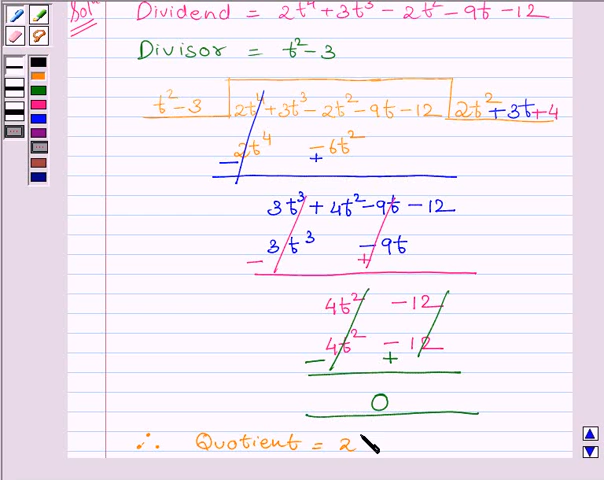 Solⁿ Dividend = 2t⁴ + 3t³ - 2t² - 9t - 12
Divisor = t² - 3
t² - 3 2t⁴ + 3t³ - 2t² - 9t - 12 2t² + 3t + 4
2t⁴ - 6t²
- +
3t³ + 4t² - 9t - 12
3t³ - 9t
- +
4t² - 12
4t² - 12
- +
0
∴ Quotient = 2